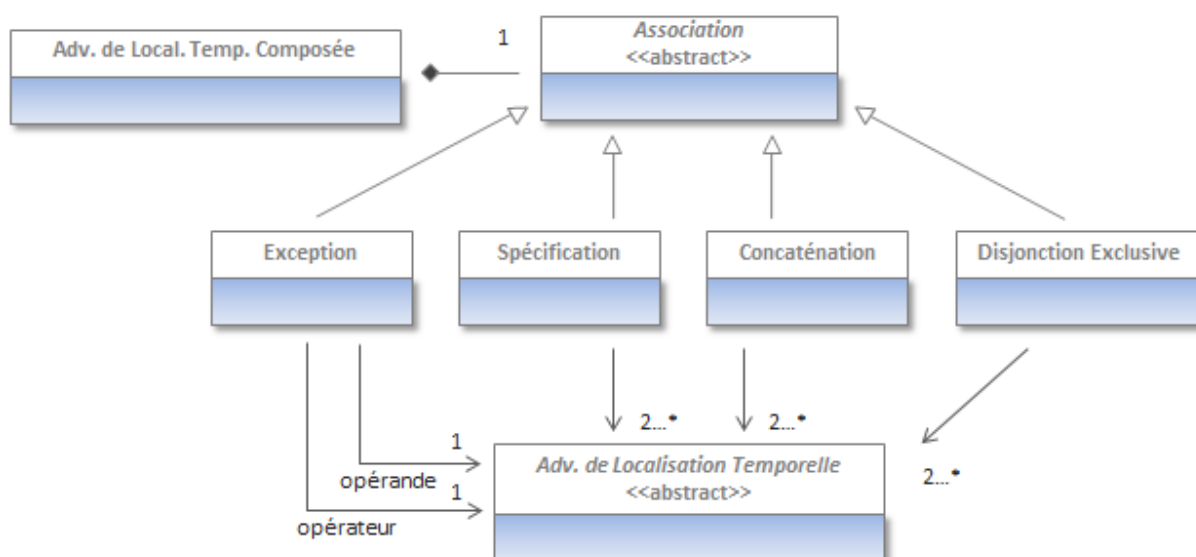 Adv. de Local. Temp. Composée
1
Association
<<abstract>>
Exception
Spécification
Concaténation
Disjonction Exclusive
2...*
2...*
2...*
1
opérande
1
opérateur
Adv. de Localisation Temporelle
<<abstract>>